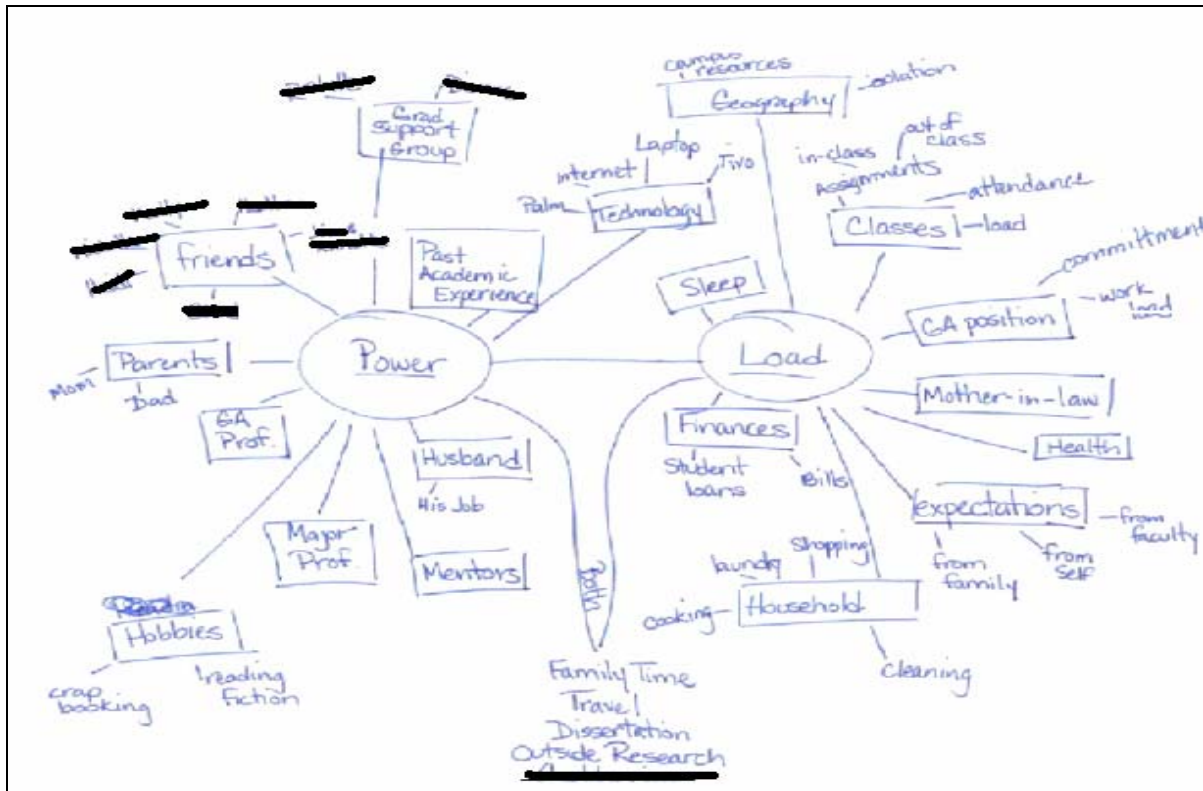 campus
resources
Geography
isolation
Grad
Support
Group
Laptop
internet
Tivo
Palm
Technology
out of
class
in-class
Assignments
attendance
Classes
load
friends
Past
Academic
Experience
Sleep
committment
work
load
GA position
Parents
Mom
Dad
Power
Load
Mother-in-law
GA
Prof.
Husband
His Job
Finances
Student
loans
Bills
Health
expectations
from
faculty
from
self
from
family
Major
Prof.
Mentors
Both
Shopping
laundry
cooking
Household
cleaning
Hobbies
crap
booking
reading
fiction
Family Time
Travel
Dissertation
Outside Research